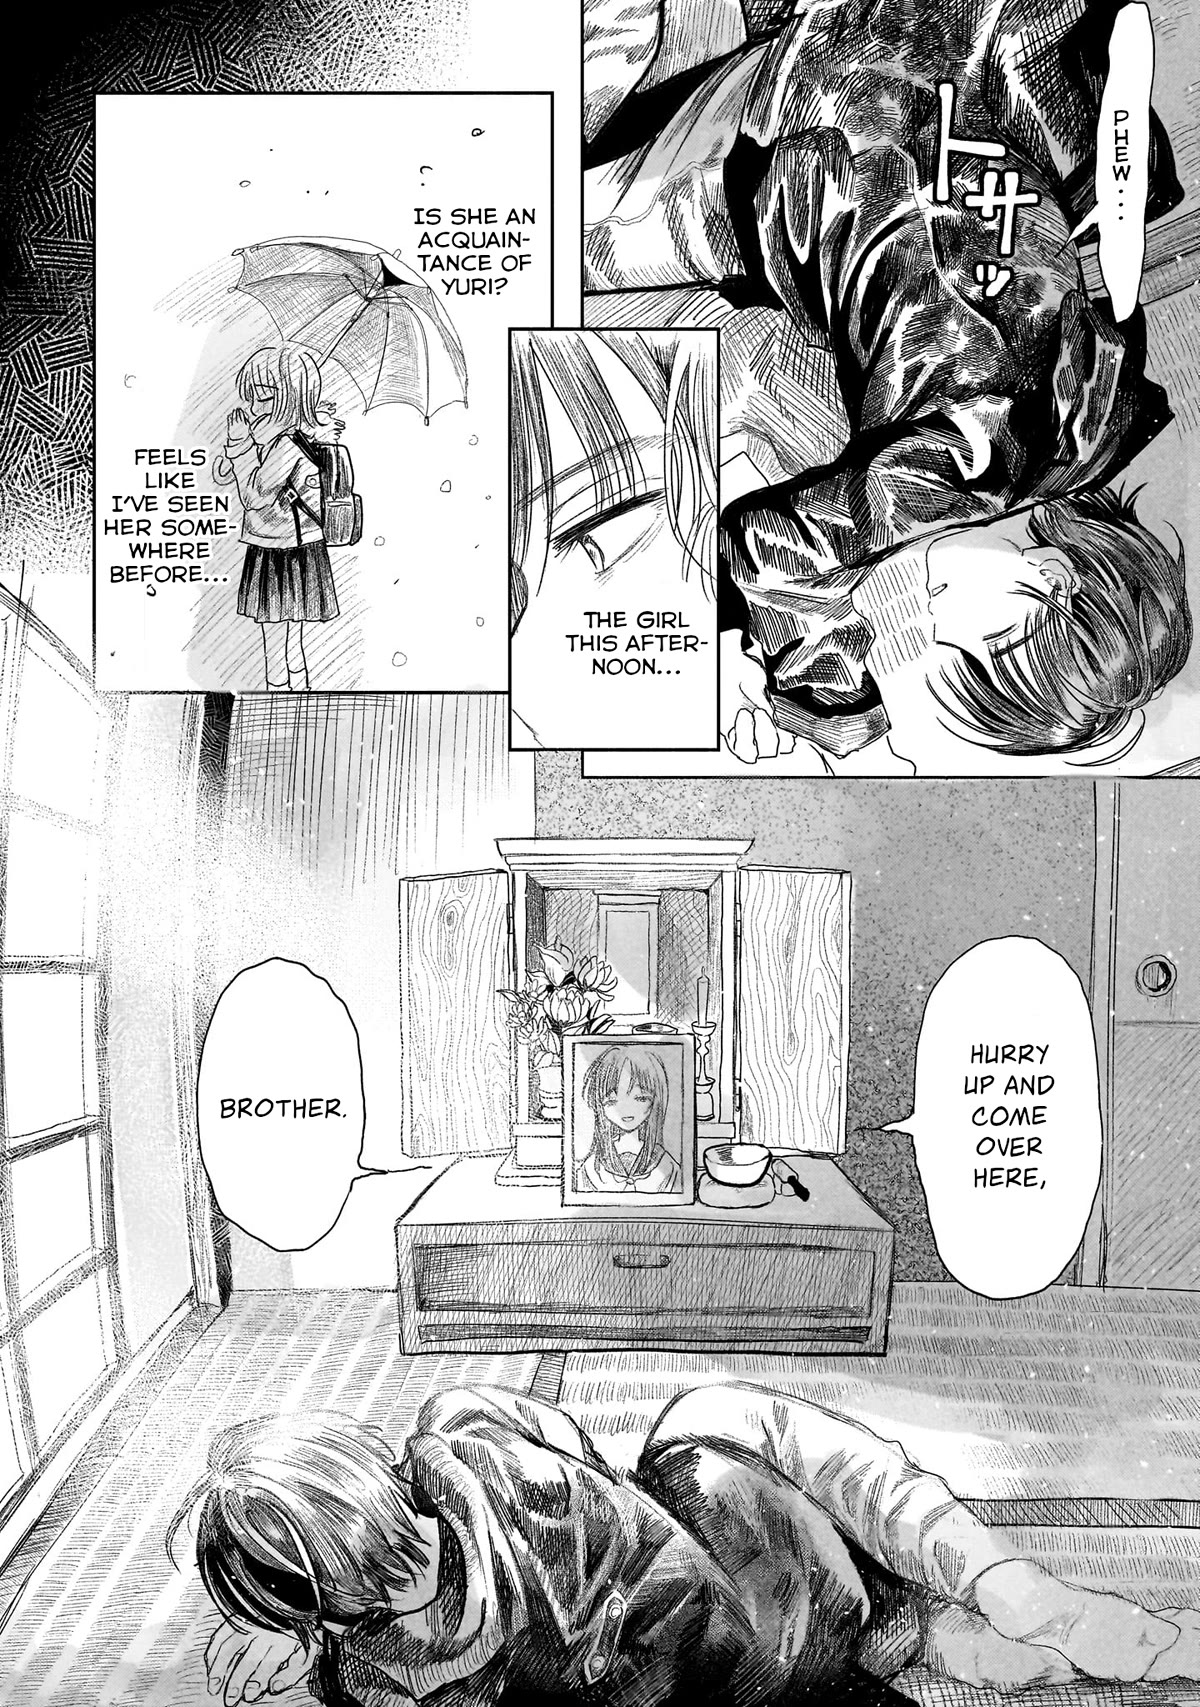 PHEW...
ドサッ
THE GIRL
THIS AFTER-
NOON...
IS SHE AN
ACQUAIN-
TANCE OF
YURI?
FEELS
LIKE
I'VE SEEN
HER SOME-
WHERE
BEFORE...
HURRY
UP AND
COME
OVER
HERE,
BROTHER.